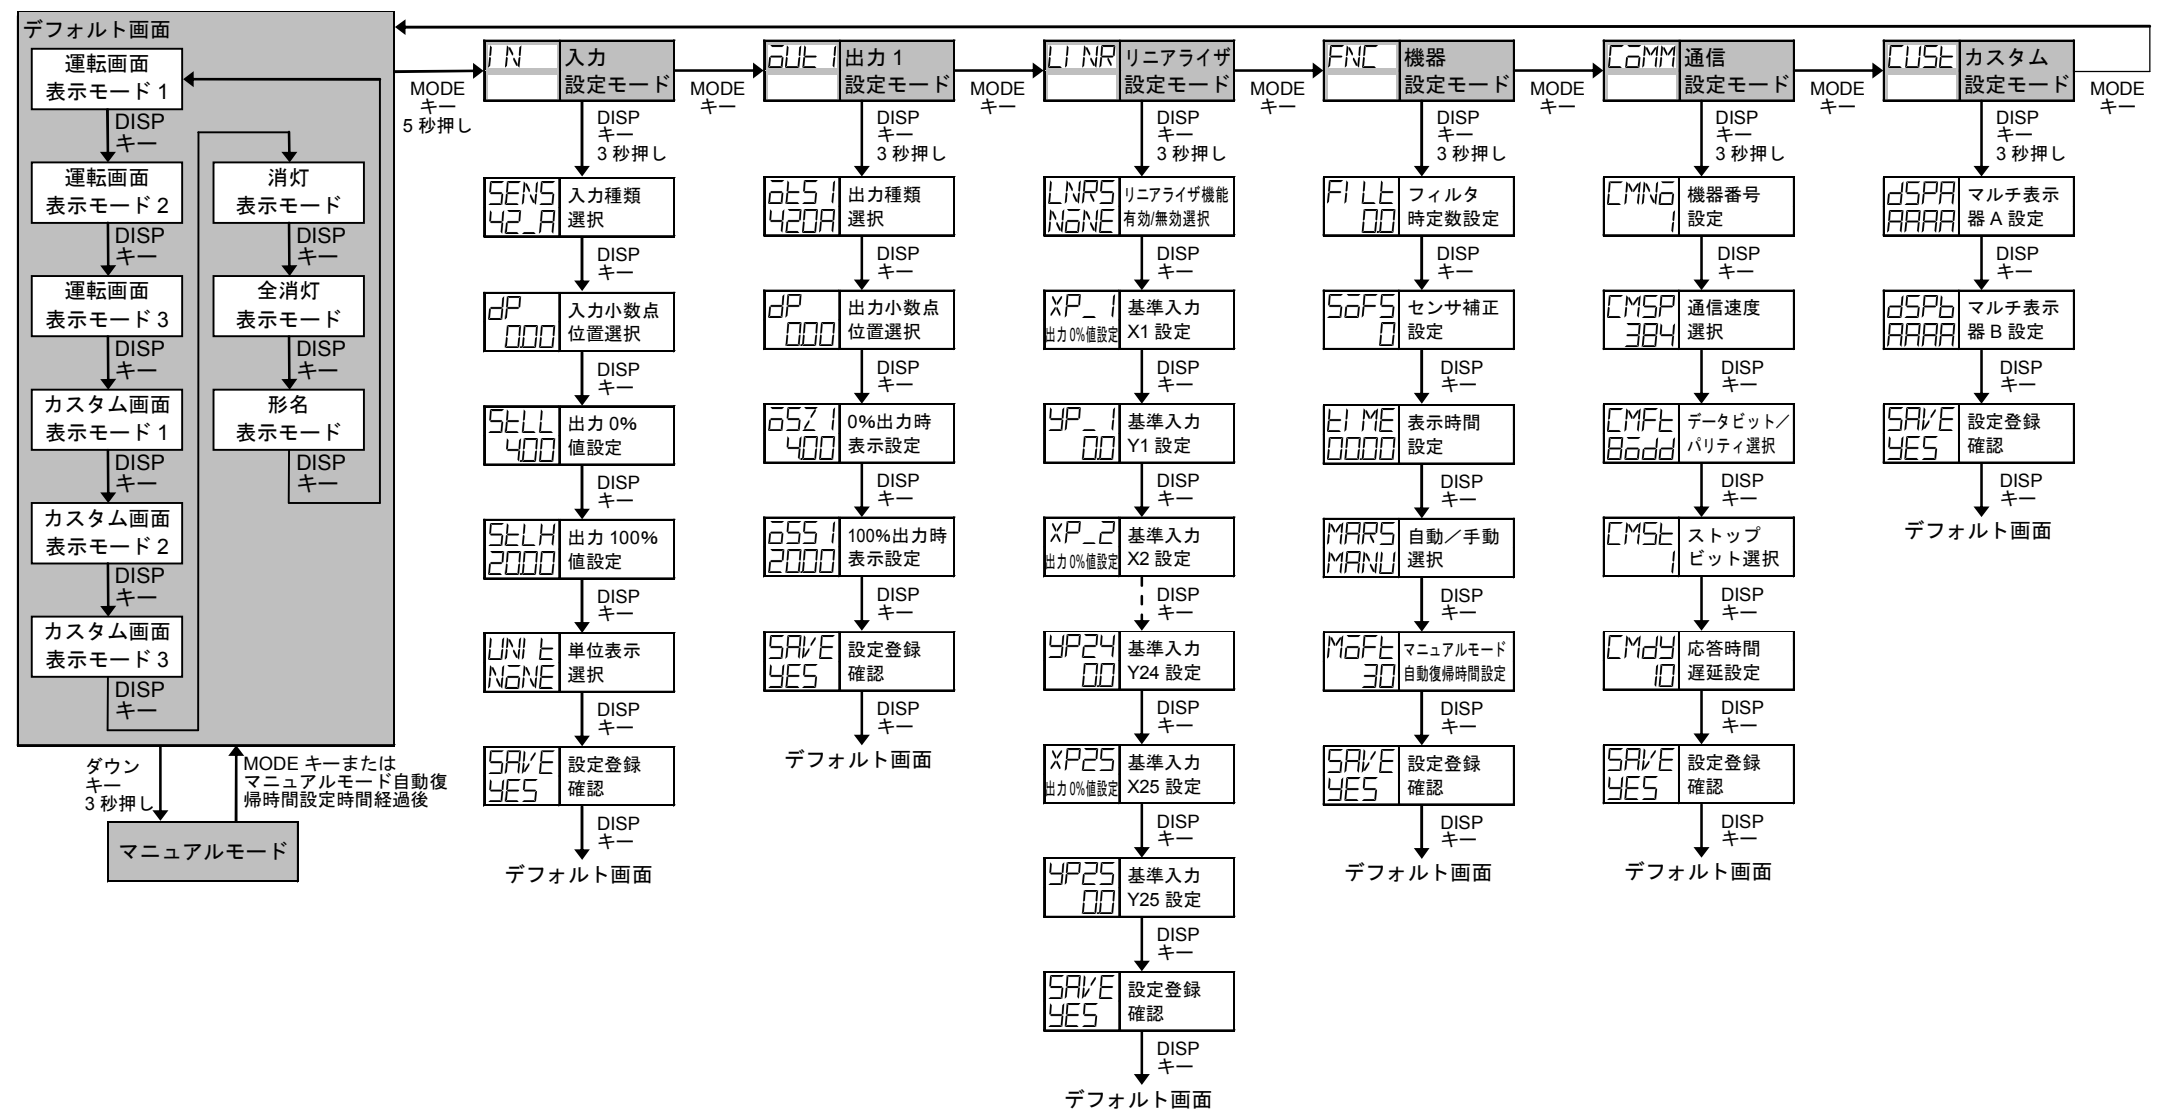 デフォルト画面
運転画面
表示モード 1
DISP
キー
運転画面
表示モード 2
DISP
キー
運転画面
表示モード 3
DISP
キー
カスタム画面
表示モード 1
DISP
キー
カスタム画面
表示モード 2
DISP
キー
カスタム画面
表示モード 3
DISP
キー
消灯
表示モード
DISP
キー
全消灯
表示モード
DISP
キー
形名
表示モード
DISP
キー
ダウン
キー
3 秒押し
MODE キーまたは
マニュアルモード自動復
帰時間設定時間経過後
マニュアルモード
MODE
キー
5 秒押し
IN
入力
設定モード
DISP
キー
3 秒押し
SENS
42_A
入力種類
選択
DISP
キー
dP
0.00
入力小数点
位置選択
DISP
キー
StLL
4.00
出力 0%
値設定
DISP
キー
StLH
20.00
出力 100%
値設定
DISP
キー
UNIt
NoNE
単位表示
選択
DISP
キー
SAVE
YES
設定登録
確認
DISP
キー
デフォルト画面
MODE
キー
oUt1
出力 1
設定モード
DISP
キー
3 秒押し
otS1
420A
出力種類
選択
DISP
キー
dP
0.00
出力小数点
位置選択
DISP
キー
oSZ1
4.00
0%出力時
表示設定
DISP
キー
oSS1
20.00
100%出力時
表示設定
DISP
キー
SAVE
YES
設定登録
確認
DISP
キー
デフォルト画面
MODE
キー
LINR
リニアライザ
設定モード
DISP
キー
3 秒押し
LNRS
NoNE
リニアライザ機能
有効/無効選択
DISP
キー
XP_1
出力 0%値設定
基準入力
X1 設定
DISP
キー
YP_1
0.0
基準入力
Y1 設定
DISP
キー
XP_2
出力 0%値設定
基準入力
X2 設定
DISP
キー
YP24
0.0
基準入力
Y24 設定
DISP
キー
XP25
出力 0%値設定
基準入力
X25 設定
DISP
キー
YP25
0.0
基準入力
Y25 設定
DISP
キー
SAVE
YES
設定登録
確認
DISP
キー
デフォルト画面
MODE
キー
FNC
機器
設定モード
DISP
キー
3 秒押し
FILt
0.0
フィルタ
時定数設定
DISP
キー
SoFS
0
センサ補正
設定
DISP
キー
tIME
00.00
表示時間
設定
DISP
キー
MARS
MANU
自動／手動
選択
DISP
キー
MoFt
30
マニュアルモード
自動復帰時間設定
DISP
キー
SAVE
YES
設定登録
確認
DISP
キー
デフォルト画面
MODE
キー
CoMM
通信
設定モード
DISP
キー
3 秒押し
CMNo
1
機器番号
設定
DISP
キー
CMSP
384
通信速度
選択
DISP
キー
CMFt
8odd
データビット／
パリティ選択
DISP
キー
CMSt
1
ストップ
ビット選択
DISP
キー
CMdY
10
応答時間
遅延設定
DISP
キー
SAVE
YES
設定登録
確認
DISP
キー
デフォルト画面
MODE
キー
CUSt
カスタム
設定モード
DISP
キー
3 秒押し
dSPA
AAAA
マルチ表示
器 A 設定
DISP
キー
dSPb
AAAA
マルチ表示
器 B 設定
DISP
キー
SAVE
YES
設定登録
確認
DISP
キー
デフォルト画面
MODE
キー